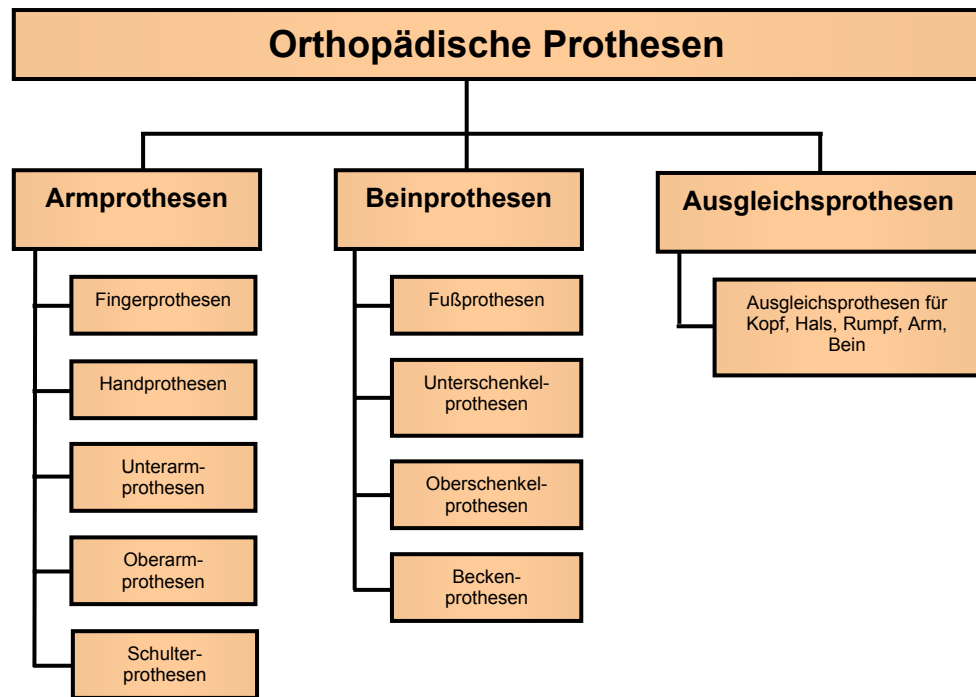 Orthopädische Prothesen
Armprothesen
Fingerprothesen
Handprothesen
Unterarm-
prothesen
Oberarm-
prothesen
Schulter-
prothesen
Beinprothesen
Fußprothesen
Unterschenkel-
prothesen
Oberschenkel-
prothesen
Becken-
prothesen
Ausgleichsprothesen
Ausgleichsprothesen für
Kopf, Hals, Rumpf, Arm,
Bein